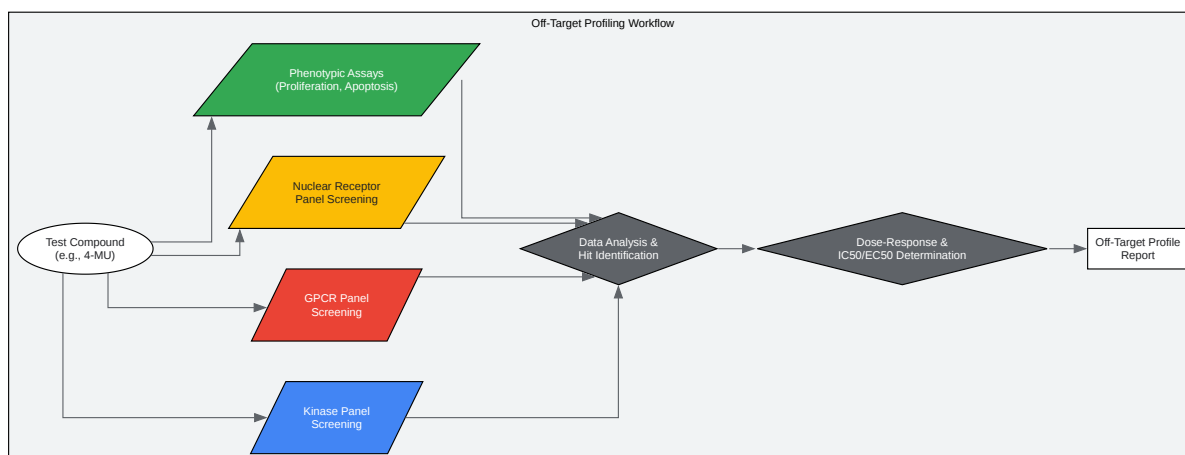 Off-Target Profiling Workflow
Phenotypic Assays
(Proliferation, Apoptosis)
Nuclear Receptor
Panel Screening
Test Compound
(e.g., 4-MU)
Data Analysis &
Hit Identification
Dose-Response &
IC50/EC50 Determination
Off-Target Profile
Report
GPCR Panel
Screening
Kinase Panel
Screening